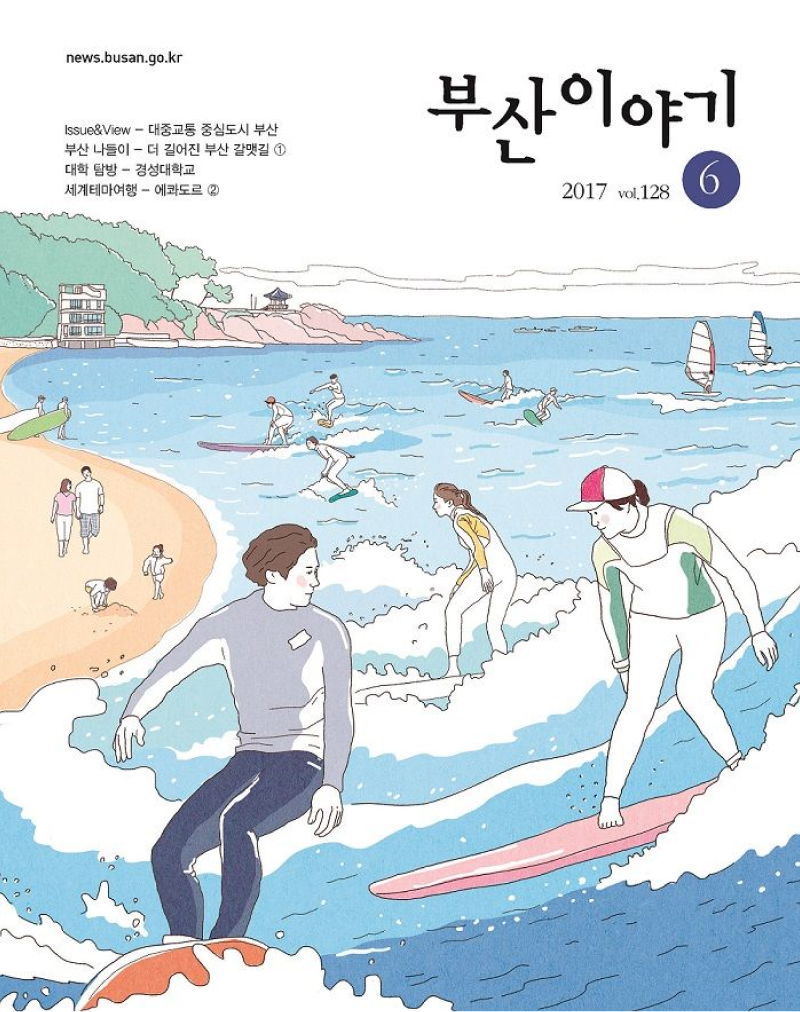 news.busan.go.kr
부산이야기
Issue&View - 대중교통 중심도시 부산
부산 나들이 - 더 길어진 부산 갈맷길 ①
대학 탐방 - 경성대학교
세계테마여행 - 에콰도르 ②
2017 vol.128 6